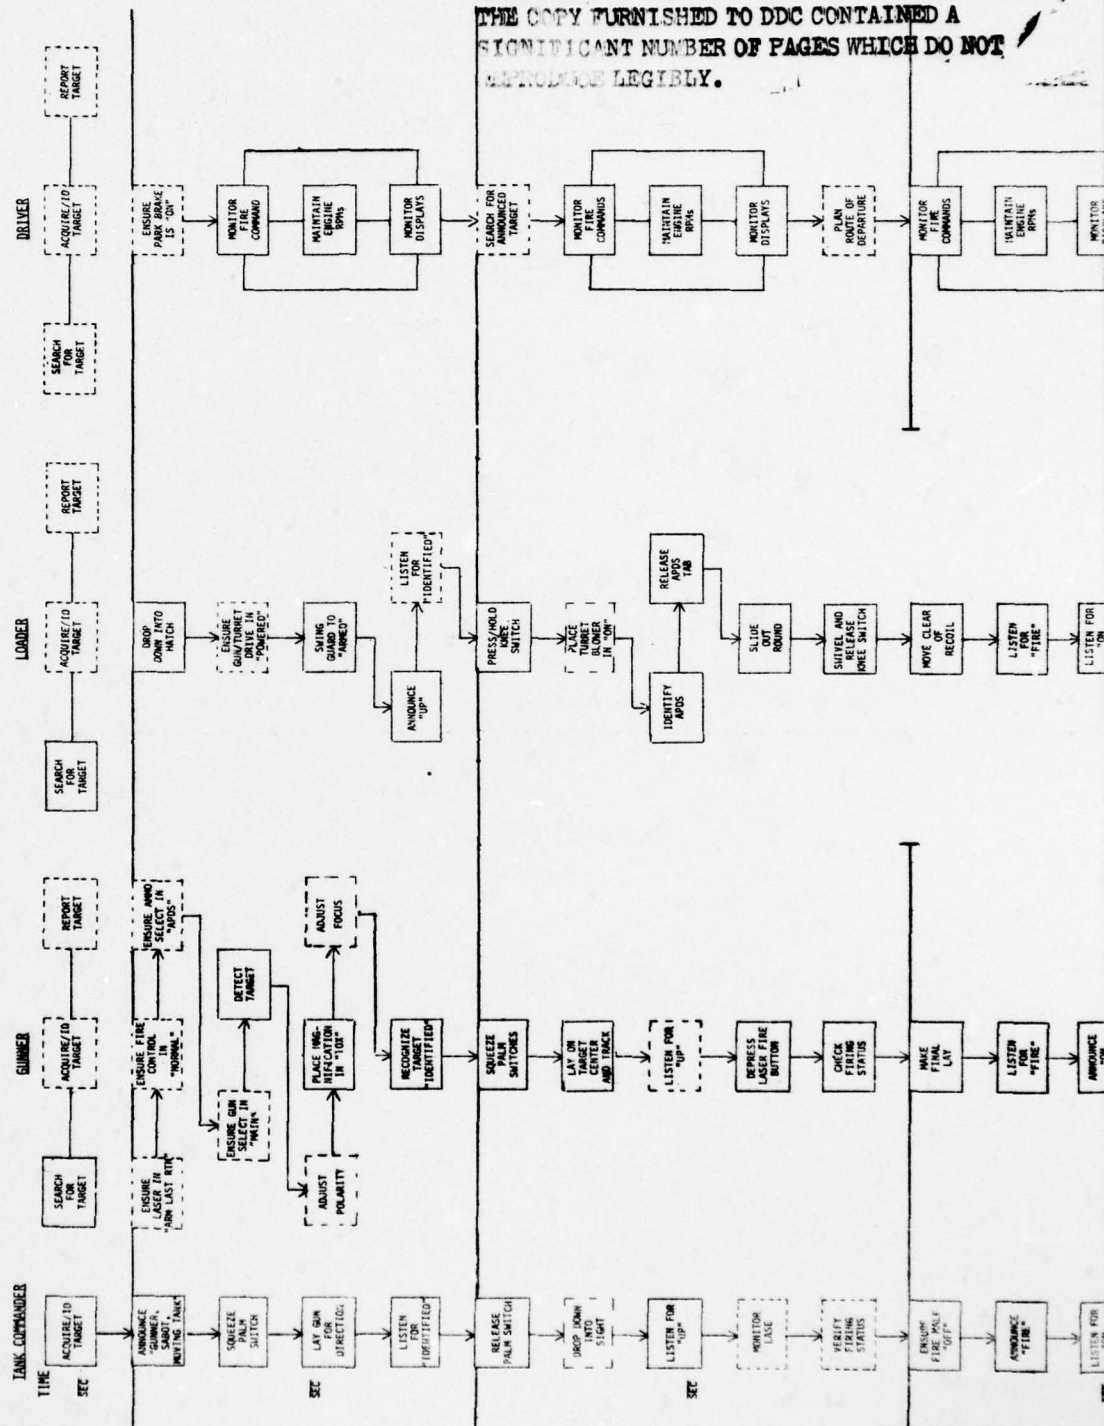 THE COPY FURNISHED TO DDC CONTAINED A
SIGNIFICANT NUMBER OF PAGES WHICH DO NOT
REPRODUCE LEGIBLY.
TANK COMMANDER
TIME
SEC
ACQUIRE/ID
TARGET
ANNOUNCE
"GUNNER,
SABOT,
MOVING TANK"
SQUEEZE
PALM
SWITCH
SEC
LAY GUN
FOR
DIRECTION
LISTEN
FOR
"IDENTIFIED"
RELEASE
PALM SWITCH
DROP DOWN
INTO
SIGHT
SEC
LISTEN FOR
"UP"
MONITOR
LASE
VERIFY
FIRING
STATUS
ENSURE
FIRE MALF
"OFF"
ANNOUNCE
"FIRE"
LISTEN FOR
GUNNER
SEARCH
FOR
TARGET
ACQUIRE/ID
TARGET
REPORT
TARGET
ENSURE
LASER IN
"ARM LAST RTN"
ENSURE FIRE
CONTROL
IN
"NORMAL"
ENSURE AMMO
SELECT IN
"APDS"
ENSURE GUN
SELECT IN
"MAIN"
DETECT
TARGET
ADJUST
POLARITY
PLACE MAG-
NIFICATION
IN "10X"
ADJUST
FOCUS
RECOGNIZE
TARGET
"IDENTIFIED"
SQUEEZE
PALM
SWITCHES
LAY ON
TARGET
CENTER
AND TRACK
LISTEN FOR
"UP"
DEPRESS
LASER FIRE
BUTTON
CHECK
FIRING
STATUS
MAKE
FINAL
LAY
LISTEN
FOR
"FIRE"
ANNOUNCE
LOADER
SEARCH
FOR
TARGET
ACQUIRE/ID
TARGET
REPORT
TARGET
DROP
DOWN INTO
HATCH
ENSURE
GUN/TURRET
DRIVE IN
"POWERED"
SWING
GUARD TO
"ARMED"
ANNOUNCE
"UP"
LISTEN
FOR
"IDENTIFIED"
PRESS/HOLD
KNEE
SWITCH
PLACE
TURRET
BLOWER
IN "ON"
IDENTIFY
APDS
RELEASE
APDS
TAB
SLIDE
OUT
ROUND
SWIVEL AND
RELEASE
KNEE SWITCH
MOVE CLEAR
OF
RECOIL
LISTEN
FOR
"FIRE"
LISTEN FOR
"ON
DRIVER
SEARCH
FOR
TARGET
ACQUIRE/ID
TARGET
REPORT
TARGET
ENSURE
PARK BRAKE
IS "ON"
MONITOR
FIRE
COMMAND
MAINTAIN
ENGINE
RPMs
MONITOR
DISPLAYS
SEARCH FOR
ANNOUNCED
TARGET
MONITOR
FIRE
COMMANDS
MAINTAIN
ENGINE
RPMs
MONITOR
DISPLAYS
PLAN
ROUTE OF
DEPARTURE
MONITOR
FIRE
COMMANDS
MAINTAIN
ENGINE
RPMs
MONITOR